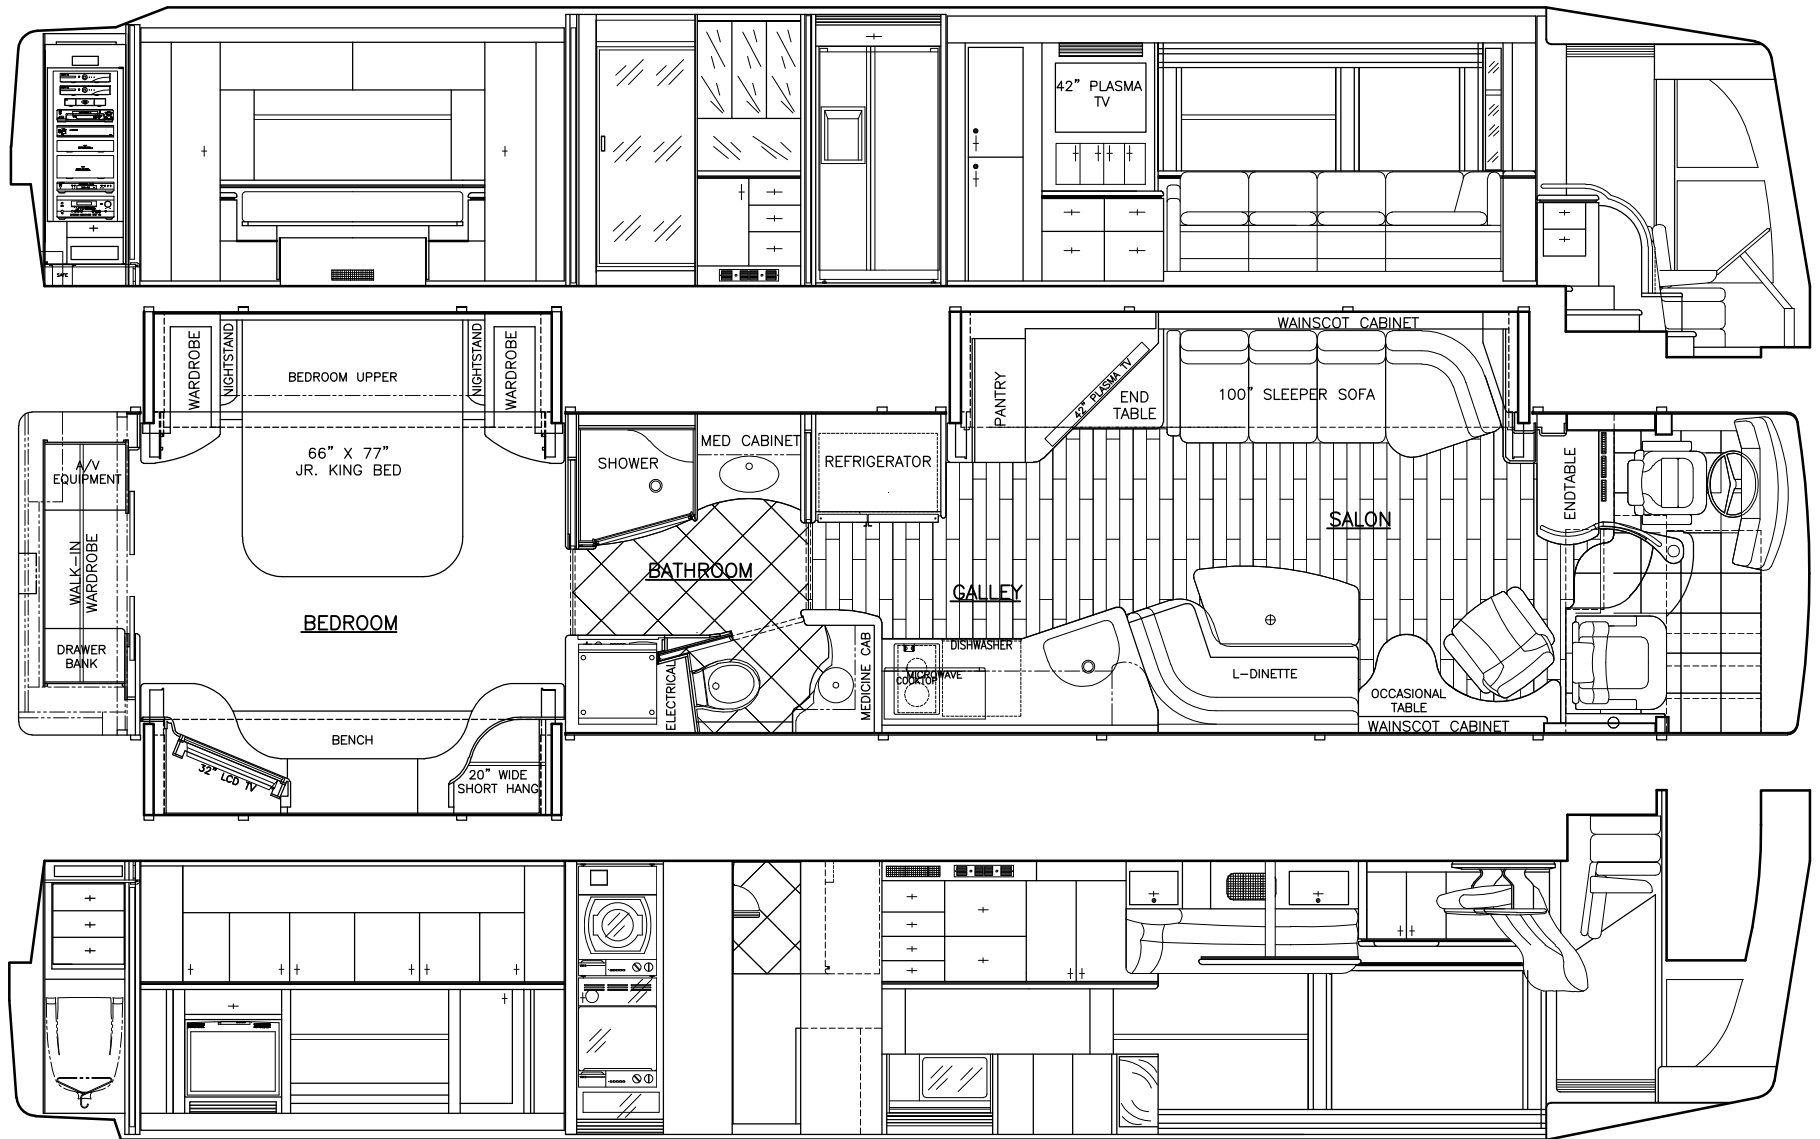 42” PLASMA
TV
SAFE
WAINSCOT CABINET
WARDROBE
NIGHTSTAND
BEDROOM UPPER
NIGHTSTAND
WARDROBE
PANTRY
42” PLASMA TV
END
TABLE
100” SLEEPER SOFA
66” X 77”
JR. KING BED
A/V
EQUIPMENT
SHOWER
MED CABINET
REFRIGERATOR
ENDTABLE
SALON
WALK-IN
WARDROBE
BATHROOM
GALLEY
BEDROOM
DRAWER
BANK
ELECTRICAL
MEDICINE CAB
DISHWASHER
MICROWAVE
COOKTOP
L-DINETTE
OCCASIONAL
TABLE
WAINSCOT CABINET
BENCH
32” LCD TV
20” WIDE
SHORT HANG